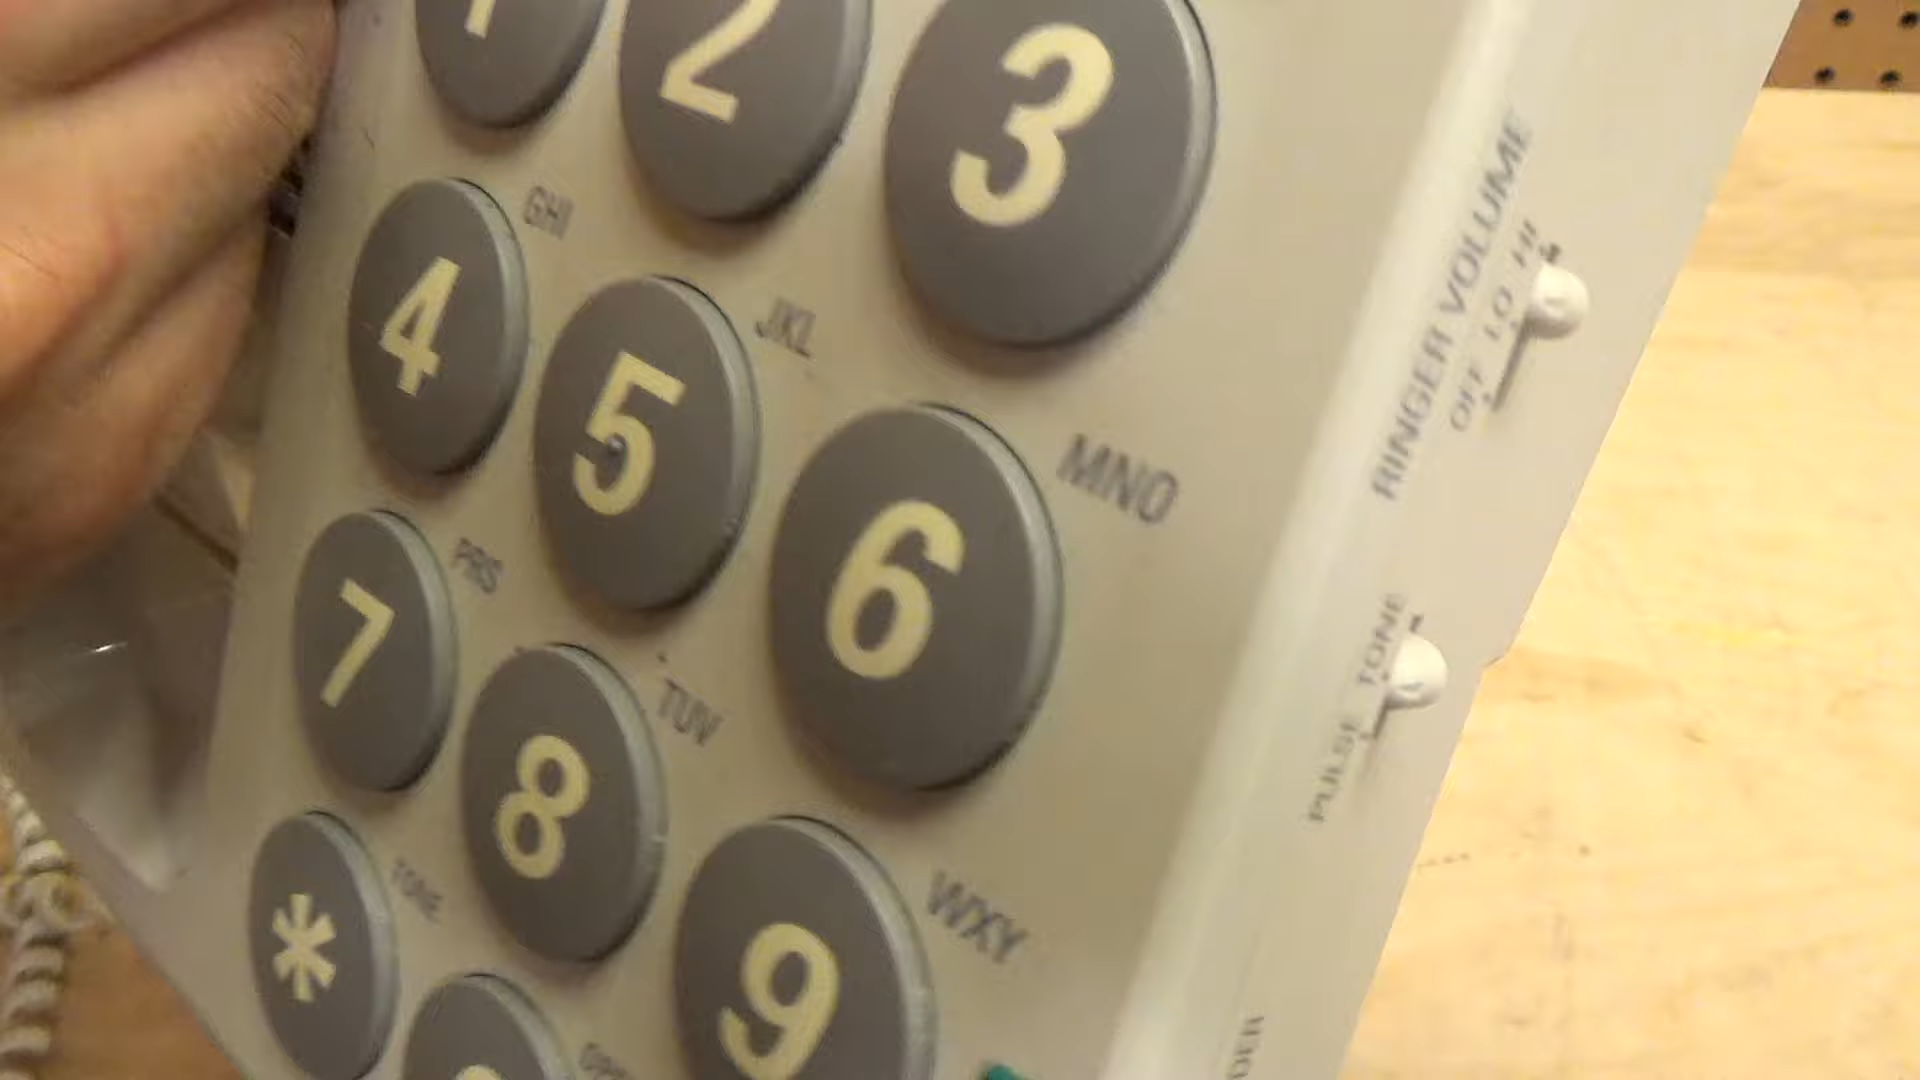 1
2
3
GHI
4
JKL
5
MNO
6
PRS
7
TUV
8
WXY
9
TONE
*
RINGER VOLUME
OFF LO HI
PULSE TONE